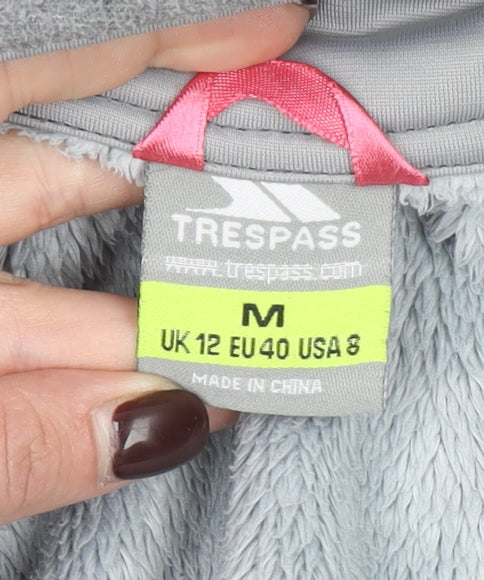 TRESPASS
www.trespass.com
M
UK 12 EU 40 USA 8
MADE IN CHINA